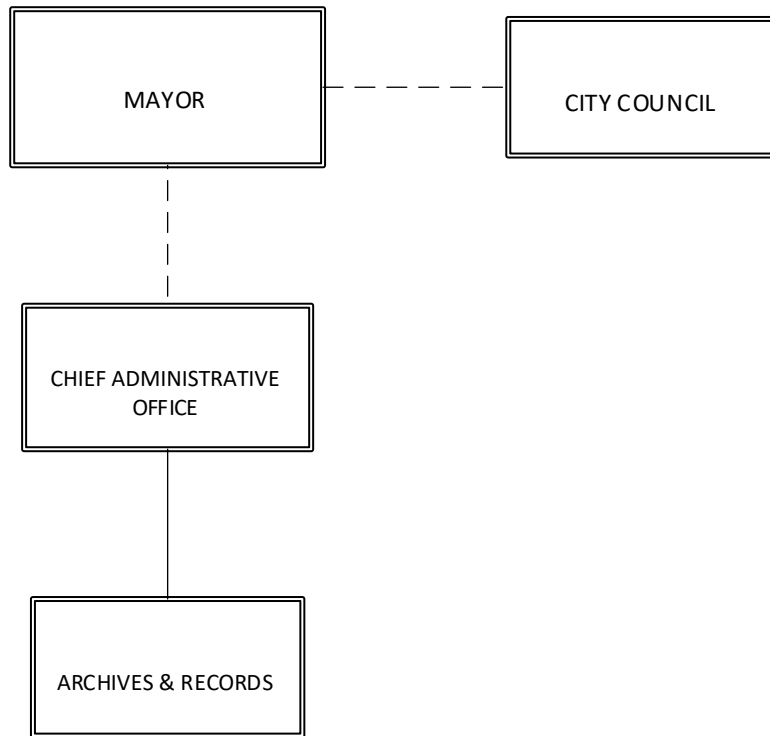 MAYOR
CITY COUNCIL
CHIEF ADMINISTRATIVE
OFFICE
ARCHIVES & RECORDS